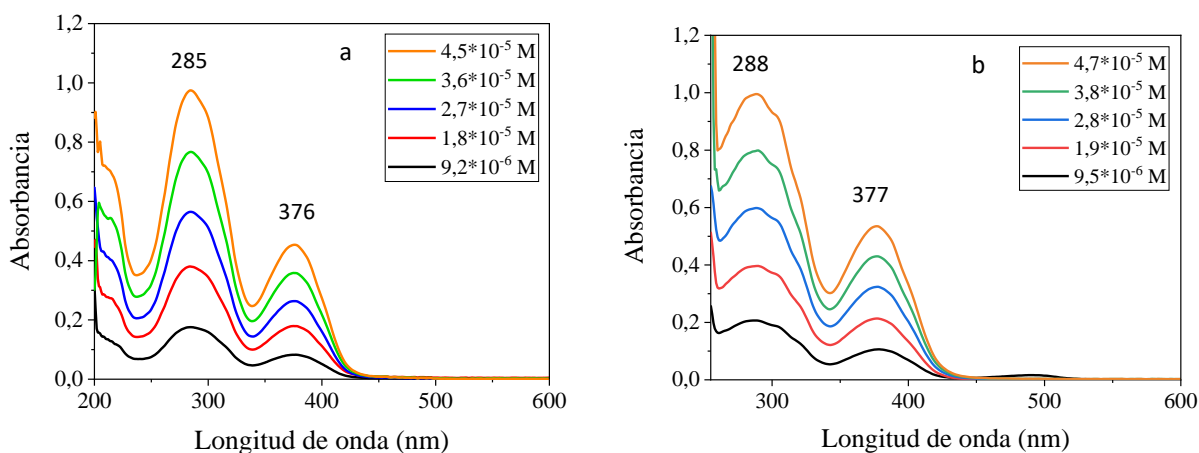 a
285
376
4,5*10⁻⁵ M
3,6*10⁻⁵ M
2,7*10⁻⁵ M
1,8*10⁻⁵ M
9,2*10⁻⁶ M
1,2
1,0
0,8
0,6
0,4
0,2
0,0
200
300
400
500
600
Absorbancia
Longitud de onda (nm)
b
288
377
4,7*10⁻⁵ M
3,8*10⁻⁵ M
2,8*10⁻⁵ M
1,9*10⁻⁵ M
9,5*10⁻⁶ M
1,2
1,0
0,8
0,6
0,4
0,2
0,0
300
400
500
600
Absorbancia
Longitud de onda (nm)